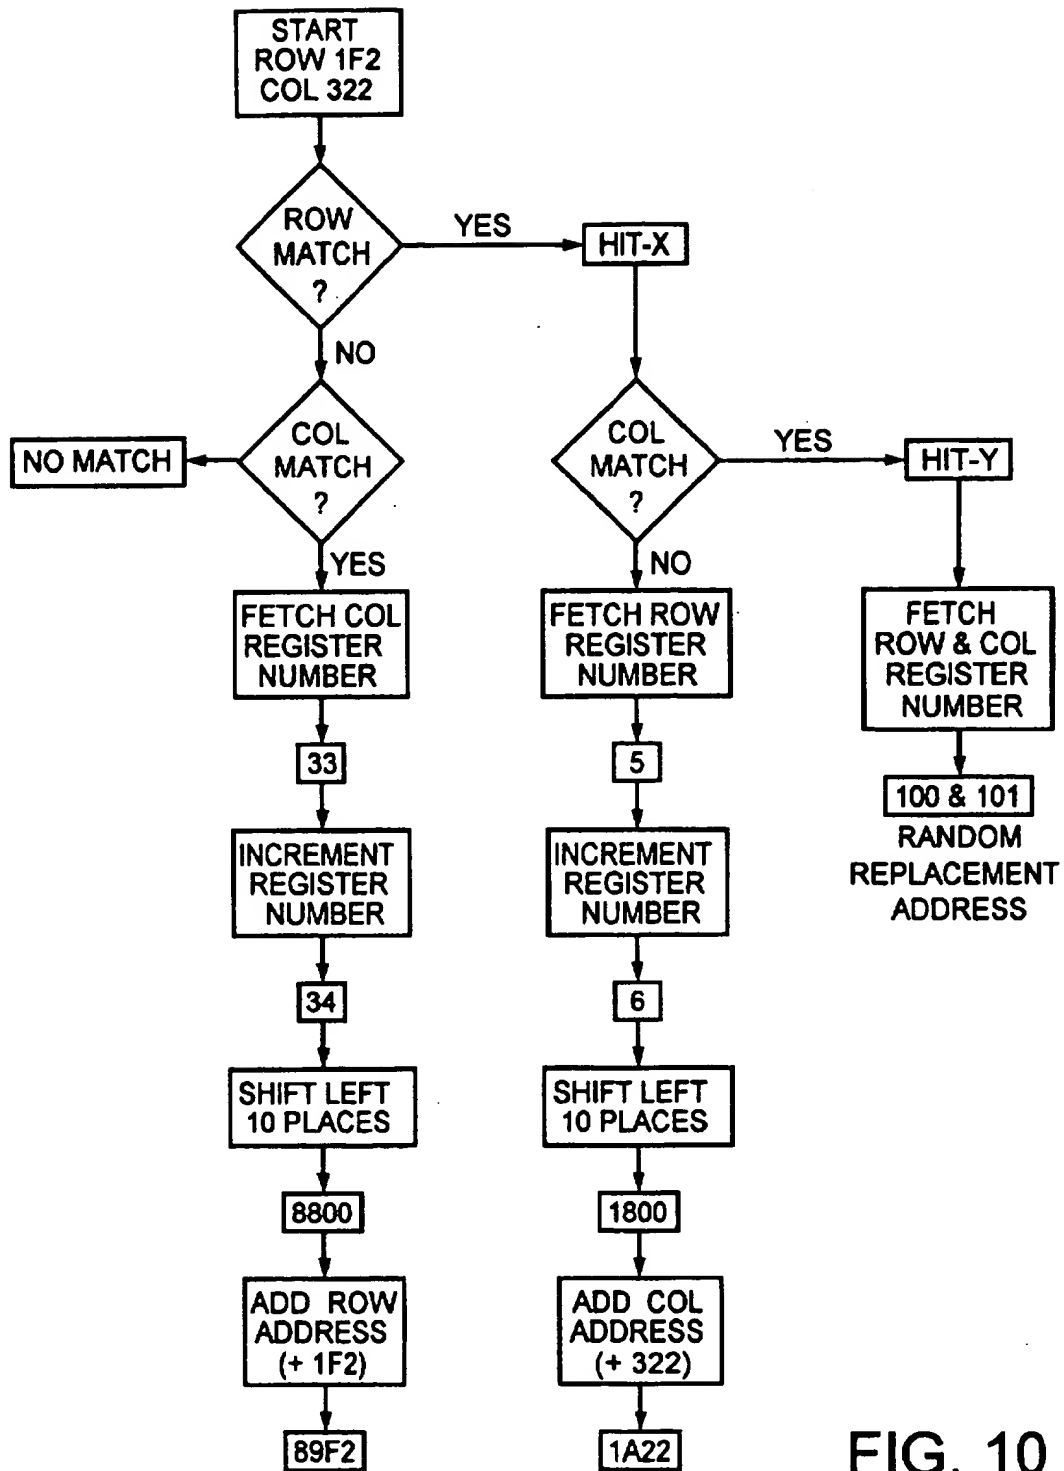 START
ROW 1F2
COL 322
ROW
MATCH
?
YES
HIT-X
NO
COL
MATCH
?
NO MATCH
YES
COL
MATCH
?
YES
HIT-Y
NO
FETCH COL
REGISTER
NUMBER
FETCH ROW
REGISTER
NUMBER
FETCH
ROW & COL
REGISTER
NUMBER
33
5
100 & 101
RANDOM
REPLACEMENT
ADDRESS
INCREMENT
REGISTER
NUMBER
INCREMENT
REGISTER
NUMBER
34
6
SHIFT LEFT
10 PLACES
SHIFT LEFT
10 PLACES
8800
1800
ADD ROW
ADDRESS
(+ 1F2)
ADD COL
ADDRESS
(+ 322)
89F2
1A22
FIG. 10